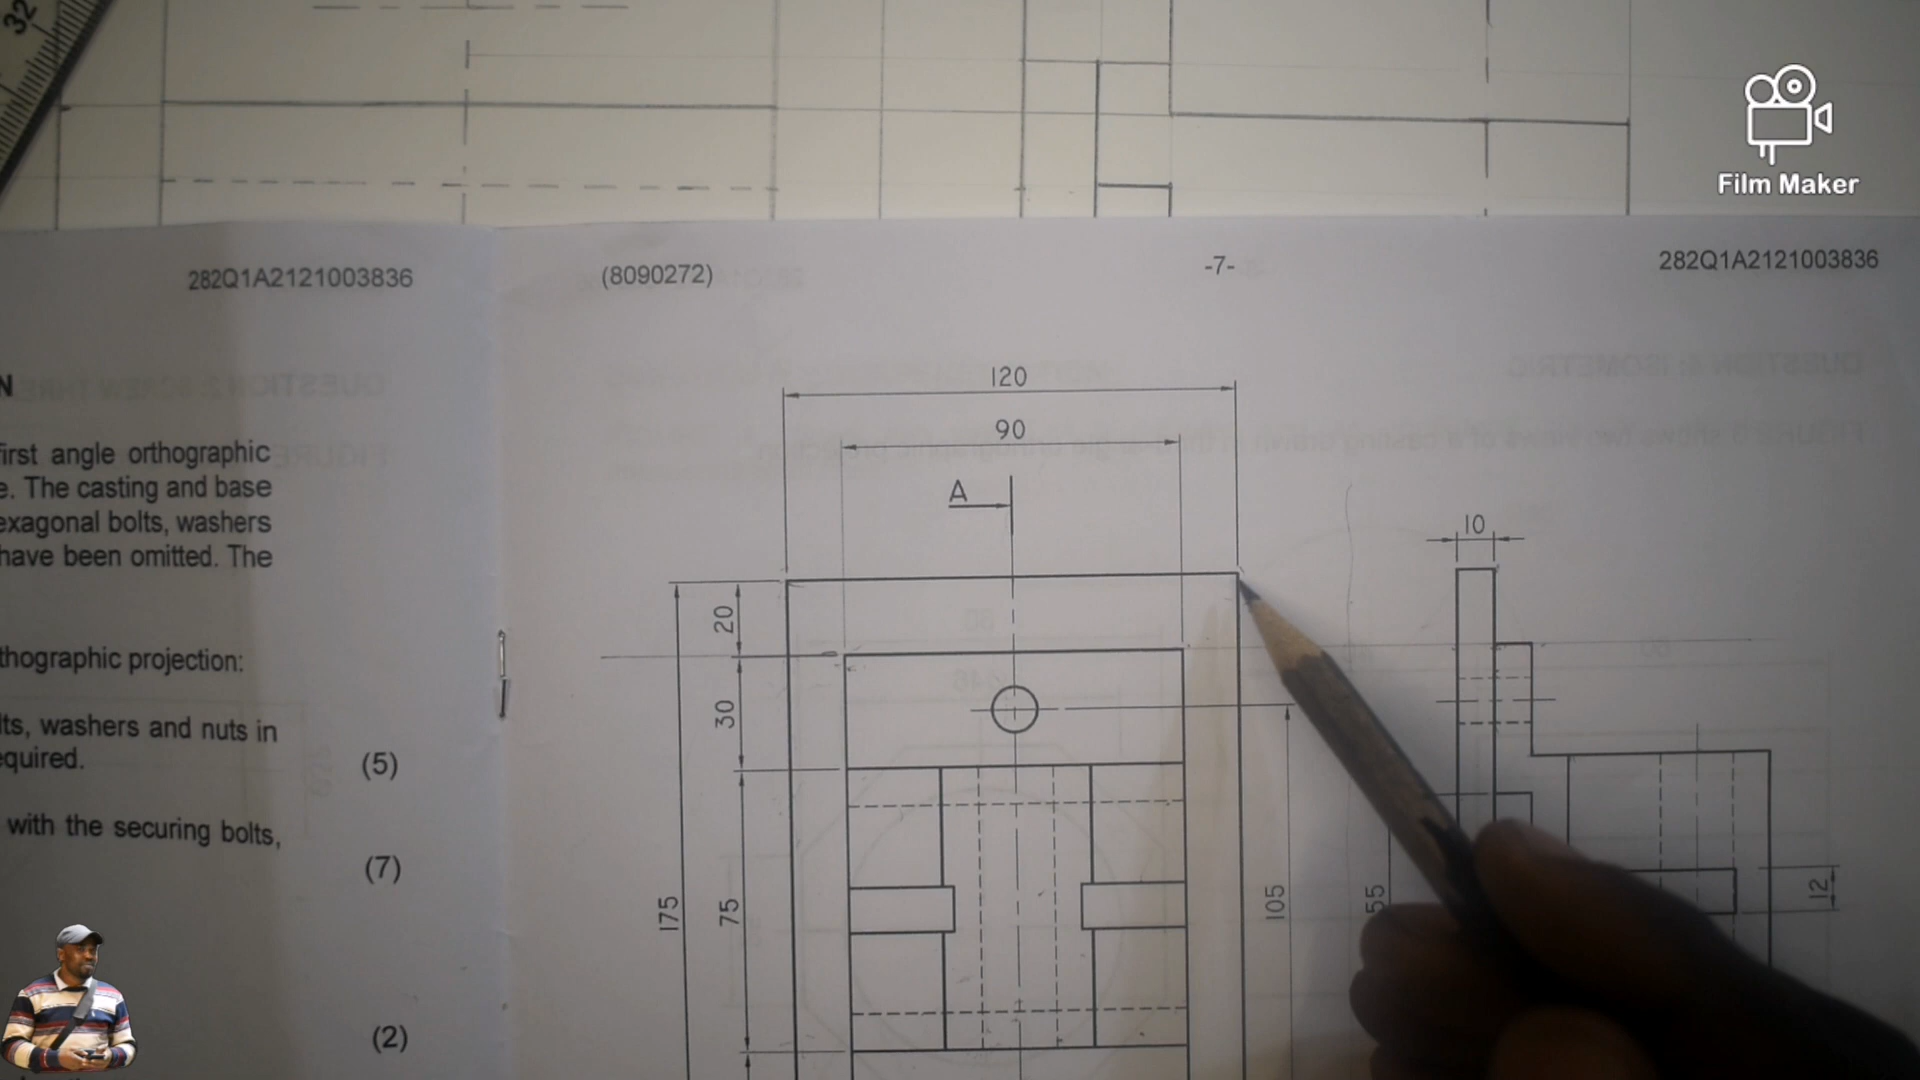 32
Film Maker
282Q1A2121003836
N
first angle orthographic
e. The casting and base
exagonal bolts, washers
have been omitted. The
thographic projection:
lts, washers and nuts in
equired.
(5)
with the securing bolts,
(7)
(2)
(8090272)
-7-
282Q1A2121003836
120
90
A
10
20
30
175
75
105
55
12